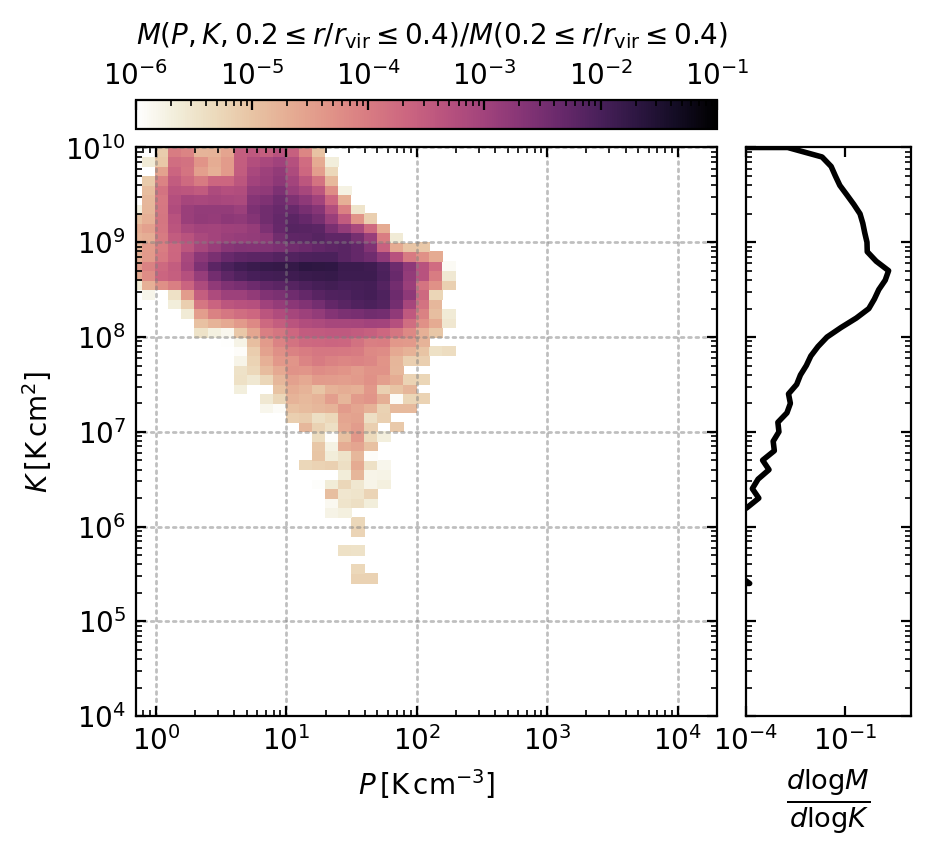 M(P, K, 0.2 ≤ r/r_vir ≤ 0.4)/M(0.2 ≤ r/r_vir ≤ 0.4)
10^−6 10^−5 10^−4 10^−3 10^−2 10^−1
10^10
10^9
10^8
10^7
10^6
10^5
10^4
K [K cm^2]
10^0 10^1 10^2 10^3 10^4
P [K cm^−3]
10^−4 10^−1
dlogM
dlogK